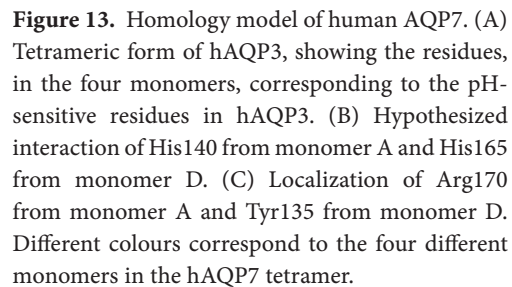 Figure 13. Homology model of human AQP7. (A)
Tetrameric form of hAQP3, showing the residues,
in the four monomers, corresponding to the pH-
sensitive residues in hAQP3. (B) Hypothesized
interaction of His140 from monomer A and His165
from monomer D. (C) Localization of Arg170
from monomer A and Tyr135 from monomer D.
Different colours correspond to the four different
monomers in the hAQP7 tetramer.